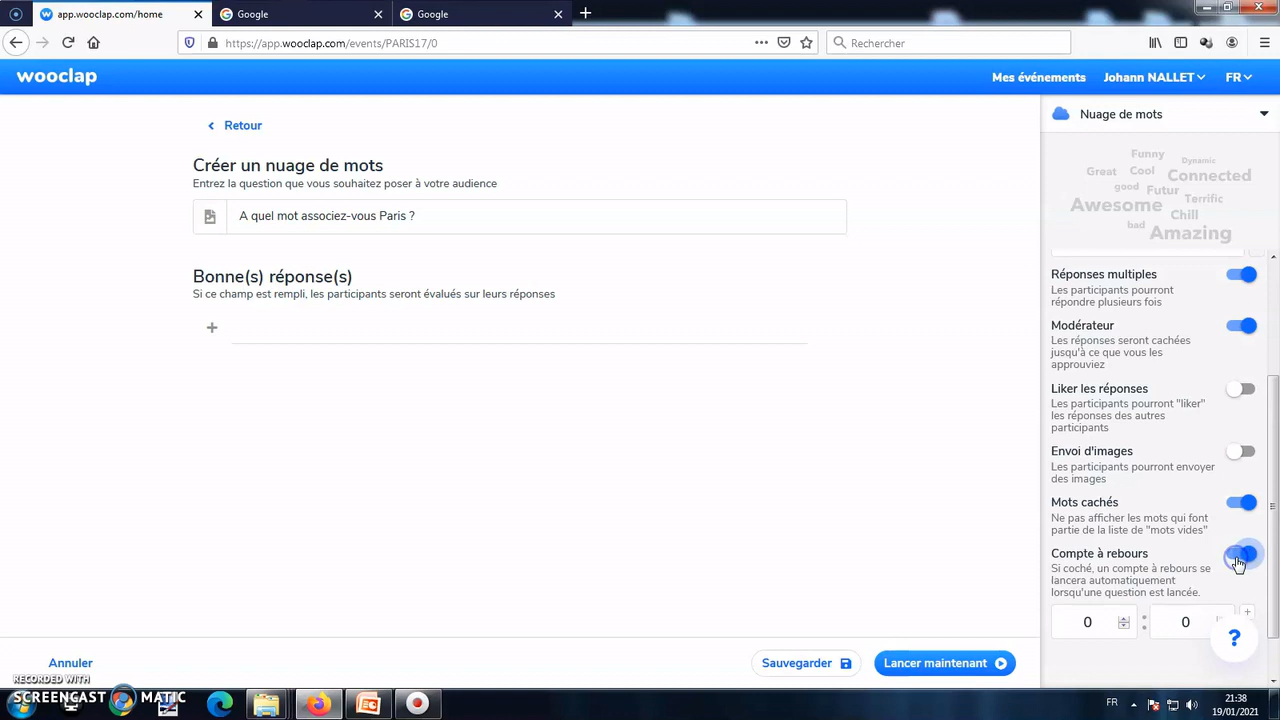 app.wooclap.com/home
Google
Google
https://app.wooclap.com/events/PARIS17/0
Rechercher
wooclap
Mes événements
Johann NALLET
FR
Retour
Nuage de mots
Créer un nuage de mots
Entrez la question que vous souhaitez poser à votre audience
A quel mot associez-vous Paris ?
Funny
Dynamic
Great
Cool
Connected
good
Futur
Terrific
Awesome
Chill
bad
Amazing
Bonne(s) réponse(s)
Si ce champ est rempli, les participants seront évalués sur leurs réponses
Réponses multiples
Les participants pourront
répondre plusieurs fois
Modérateur
Les réponses seront cachées
jusqu'à ce que vous les
approuviez
Liker les réponses
Les participants pourront "liker"
les réponses des autres
participants
Envoi d'images
Les participants pourront envoyer
des images
Mots cachés
Ne pas afficher les mots qui font
partie de la liste de "mots vides"
Compte à rebours
Si coché, un compte à rebours se
lancera automatiquement
lorsqu'une question est lancée.
0 : 0
?
Annuler
Sauvegarder
Lancer maintenant
RECORDED WITH
SCREENCAST MATIC
FR
21:38
19/01/2021